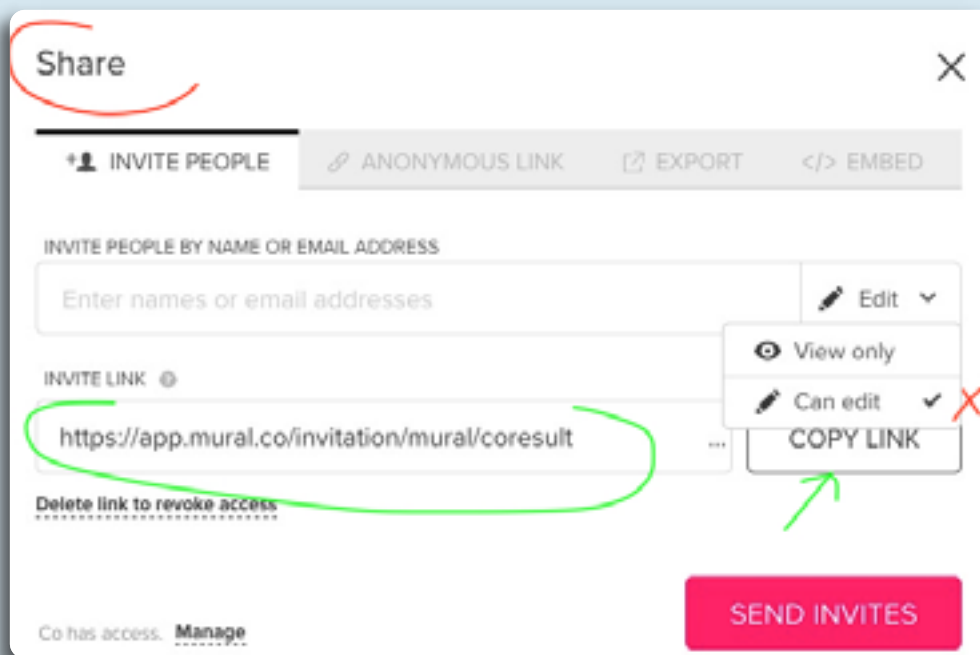 Share
INVITE PEOPLE ANONYMOUS LINK EXPORT </> EMBED
INVITE PEOPLE BY NAME OR EMAIL ADDRESS
Enter names or email addresses Edit
View only
INVITE LINK
Can edit
https://app.mural.co/invitation/mural/coresult ... COPY LINK
Delete link to revoke access
SEND INVITES
Co has access. Manage